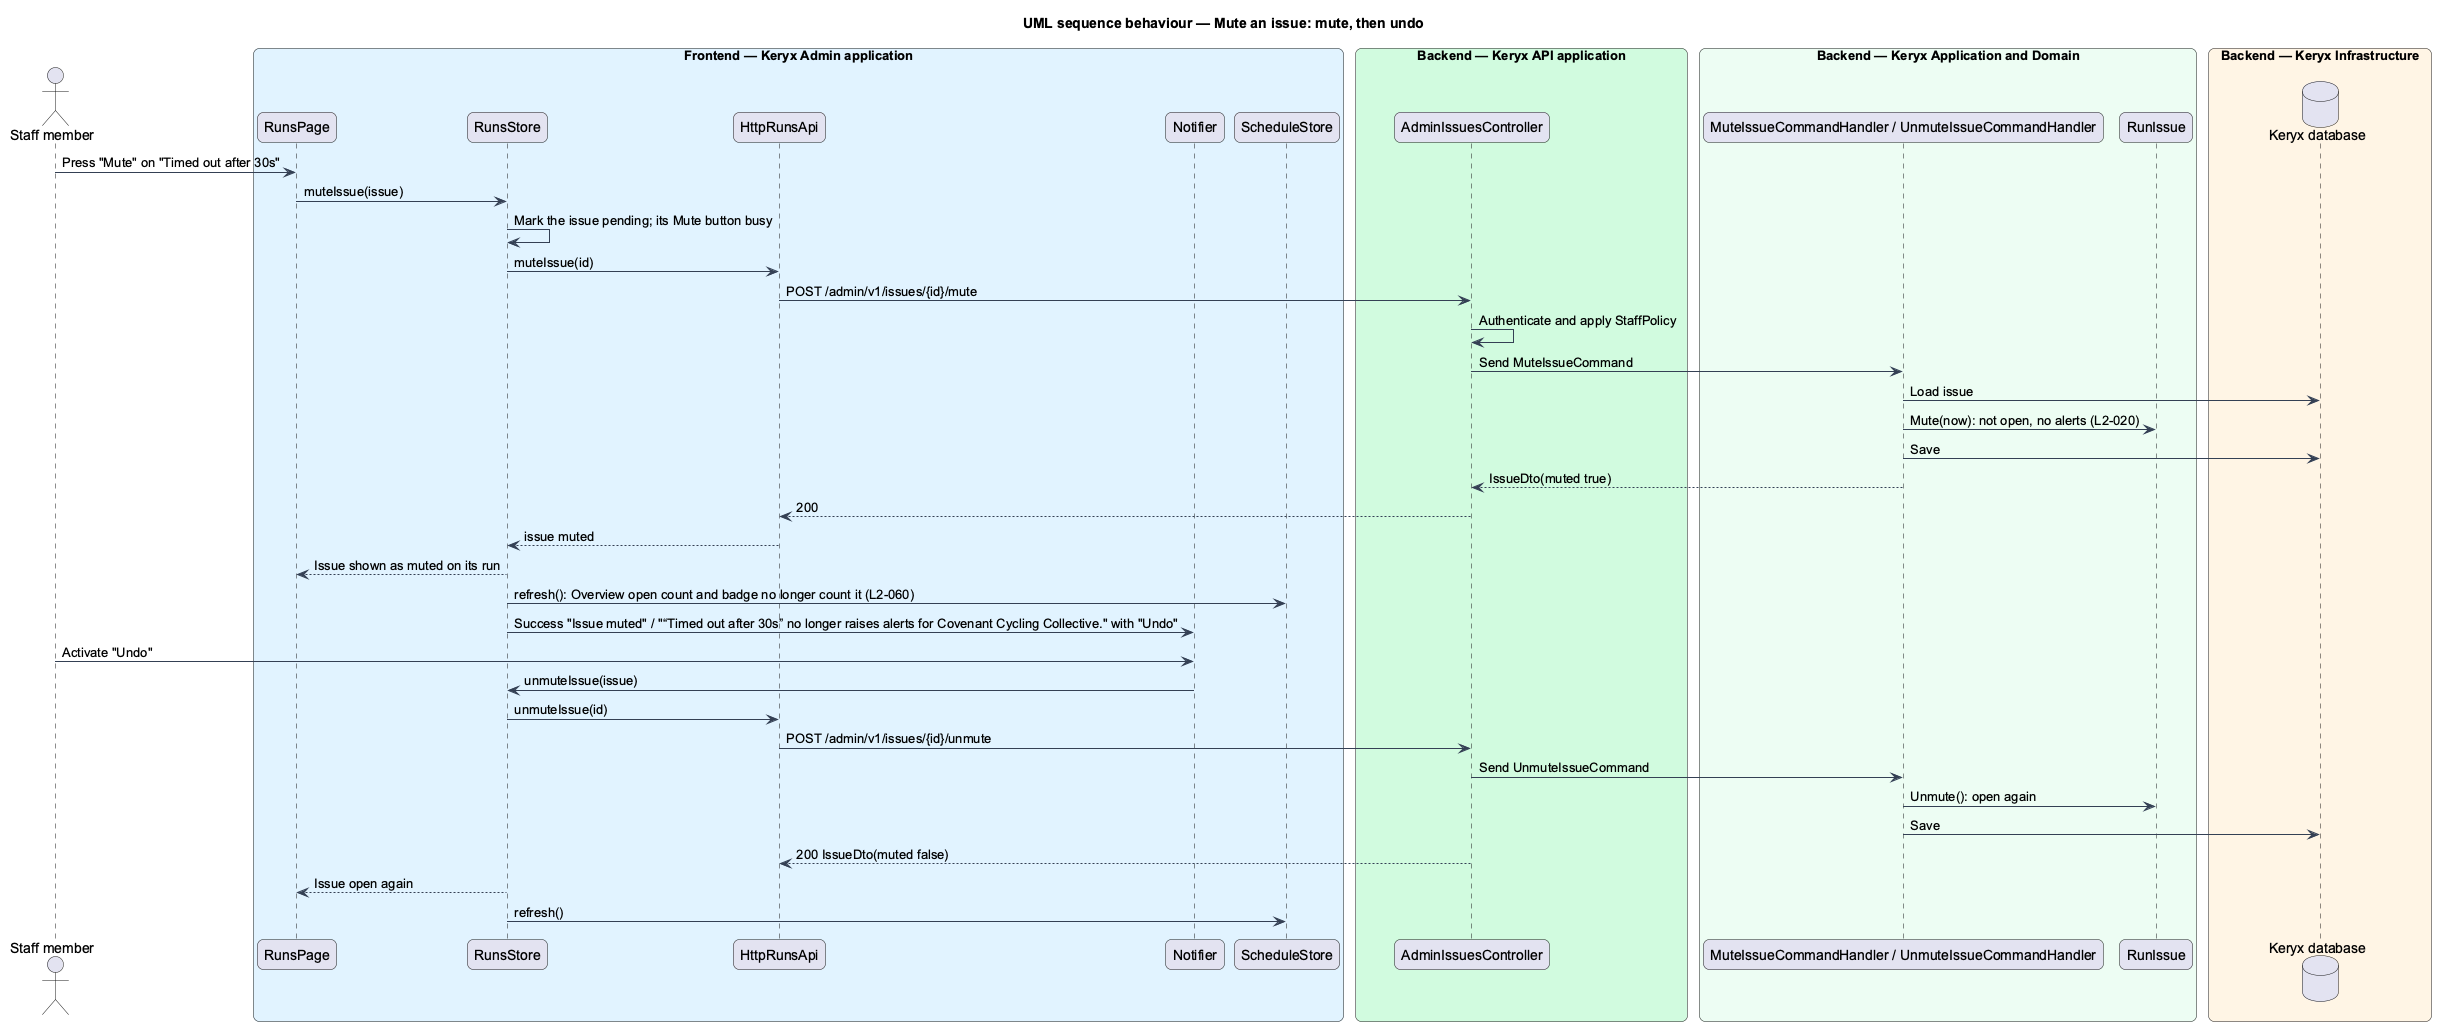 UML sequence behaviour — Mute an issue: mute, then undo
Frontend — Keryx Admin application
Backend — Keryx API application
Backend — Keryx Application and Domain
Backend — Keryx Infrastructure
Staff member
RunsPage
RunsStore
HttpRunsApi
Notifier
ScheduleStore
AdminIssuesController
MuteIssueCommandHandler / UnmuteIssueCommandHandler
RunIssue
Keryx database
Press "Mute" on "Timed out after 30s"
muteIssue(issue)
Mark the issue pending; its Mute button busy
muteIssue(id)
POST /admin/v1/issues/{id}/mute
Authenticate and apply StaffPolicy
Send MuteIssueCommand
Load issue
Mute(now): not open, no alerts (L2-020)
Save
IssueDto(muted true)
200
issue muted
Issue shown as muted on its run
refresh(): Overview open count and badge no longer count it (L2-060)
Success "Issue muted" / "“Timed out after 30s” no longer raises alerts for Covenant Cycling Collective." with "Undo"
Activate "Undo"
unmuteIssue(issue)
unmuteIssue(id)
POST /admin/v1/issues/{id}/unmute
Send UnmuteIssueCommand
Unmute(): open again
Save
200 IssueDto(muted false)
Issue open again
refresh()
Staff member
RunsPage
RunsStore
HttpRunsApi
Notifier
ScheduleStore
AdminIssuesController
MuteIssueCommandHandler / UnmuteIssueCommandHandler
RunIssue
Keryx database